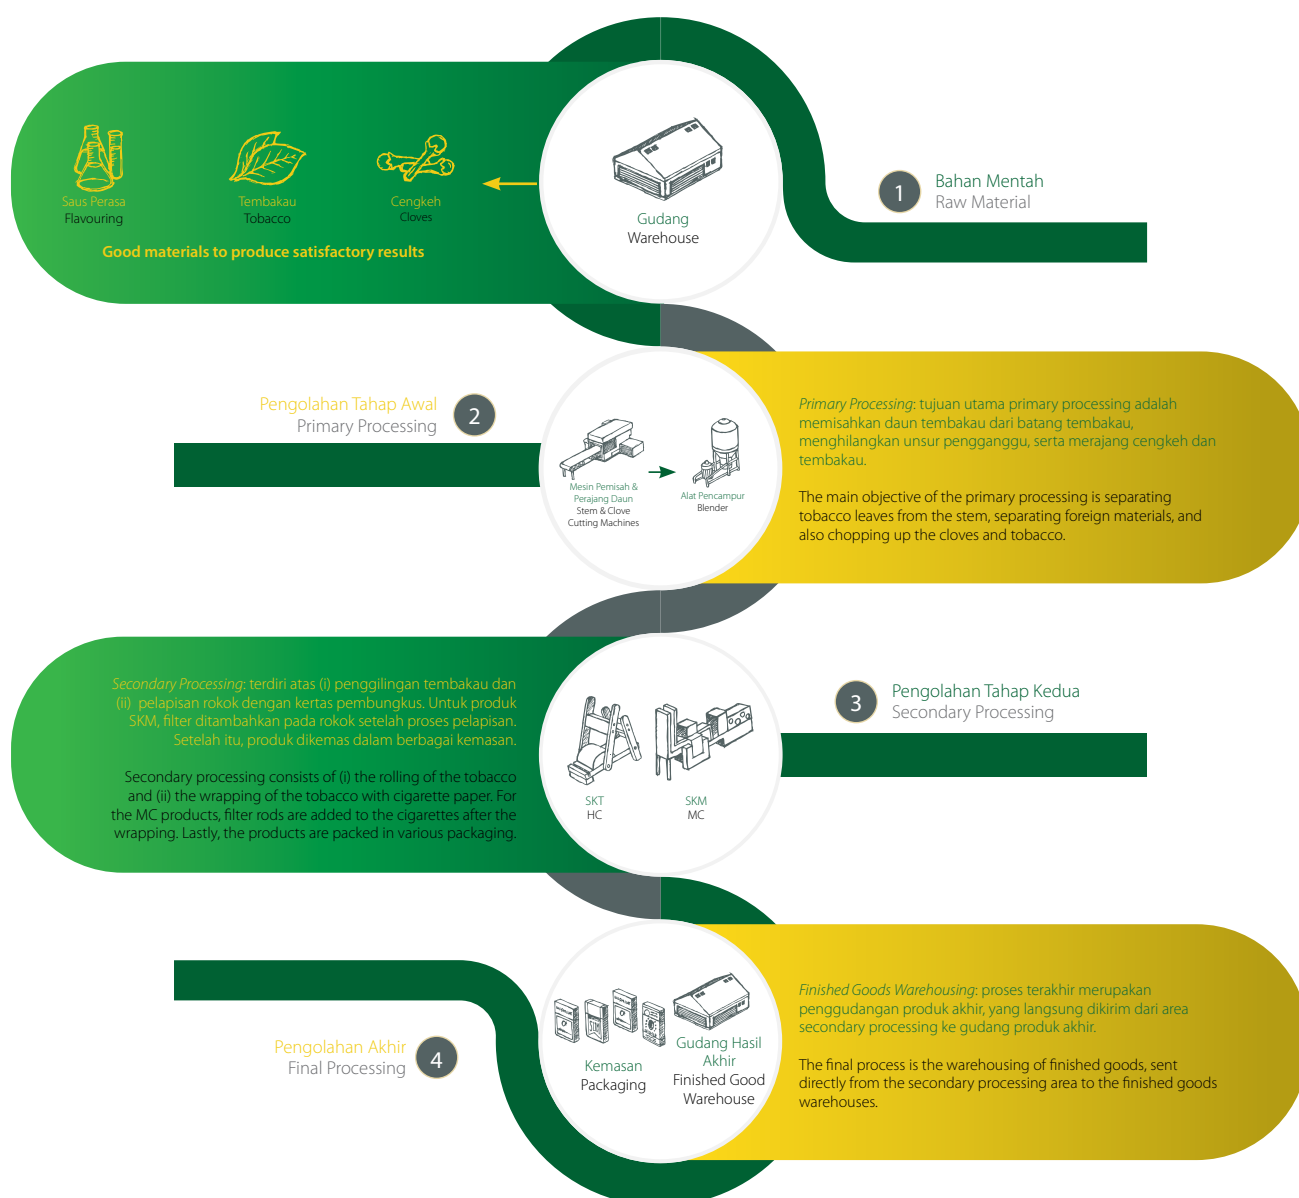 Saus Perasa
Flavouring
Tembakau
Tobacco
Cengkeh
Cloves
Good materials to produce satisfactory results
Gudang
Warehouse
1
Bahan Mentah
Raw Material
Pengolahan Tahap Awal
Primary Processing
2
Mesin Pemisah &
Perajang Daun
Stem & Clove
Cutting Machines
Alat Pencampur
Blender
Primary Processing: tujuan utama primary processing adalah
memisahkan daun tembakau dari batang tembakau,
menghilangkan unsur pengganggu, serta merajang cengkeh dan
tembakau.
The main objective of the primary processing is separating
tobacco leaves from the stem, separating foreign materials, and
also chopping up the cloves and tobacco.
Secondary Processing: terdiri atas (i) penggilingan tembakau dan
(ii) pelapisan rokok dengan kertas pembungkus. Untuk produk
SKM, filter ditambahkan pada rokok setelah proses pelapisan.
Setelah itu, produk dikemas dalam berbagai kemasan.
Secondary processing consists of (i) the rolling of the tobacco
and (ii) the wrapping of the tobacco with cigarette paper. For
the MC products, filter rods are added to the cigarettes after the
wrapping. Lastly, the products are packed in various packaging.
SKT
HC
SKM
MC
3
Pengolahan Tahap Kedua
Secondary Processing
Pengolahan Akhir
Final Processing
4
Kemasan
Packaging
Gudang Hasil
Akhir
Finished Good
Warehouse
Finished Goods Warehousing: proses terakhir merupakan
penggudangan produk akhir, yang langsung dikirim dari area
secondary processing ke gudang produk akhir.
The final process is the warehousing of finished goods, sent
directly from the secondary processing area to the finished goods
warehouses.